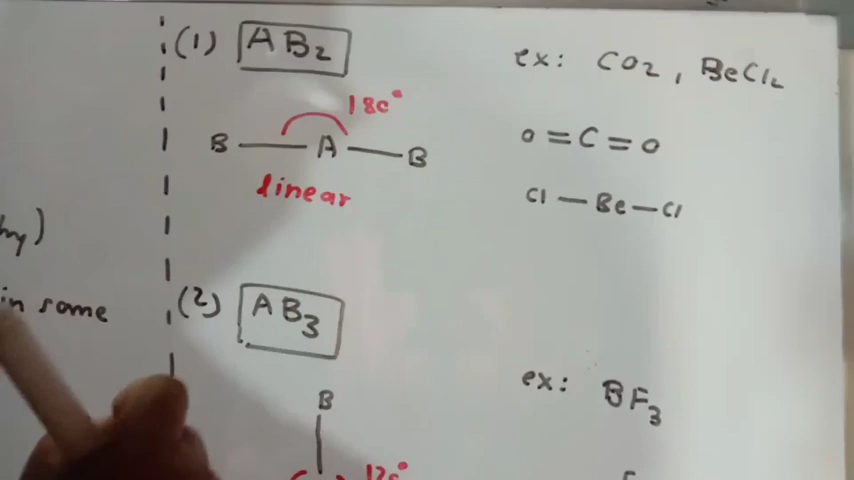 (1) AB2
ex: CO2, BeCl2
180°
B — A — B
linear
O = C = O
Cl — Be — Cl
in some
(2) AB3
ex: BF3
B
120°